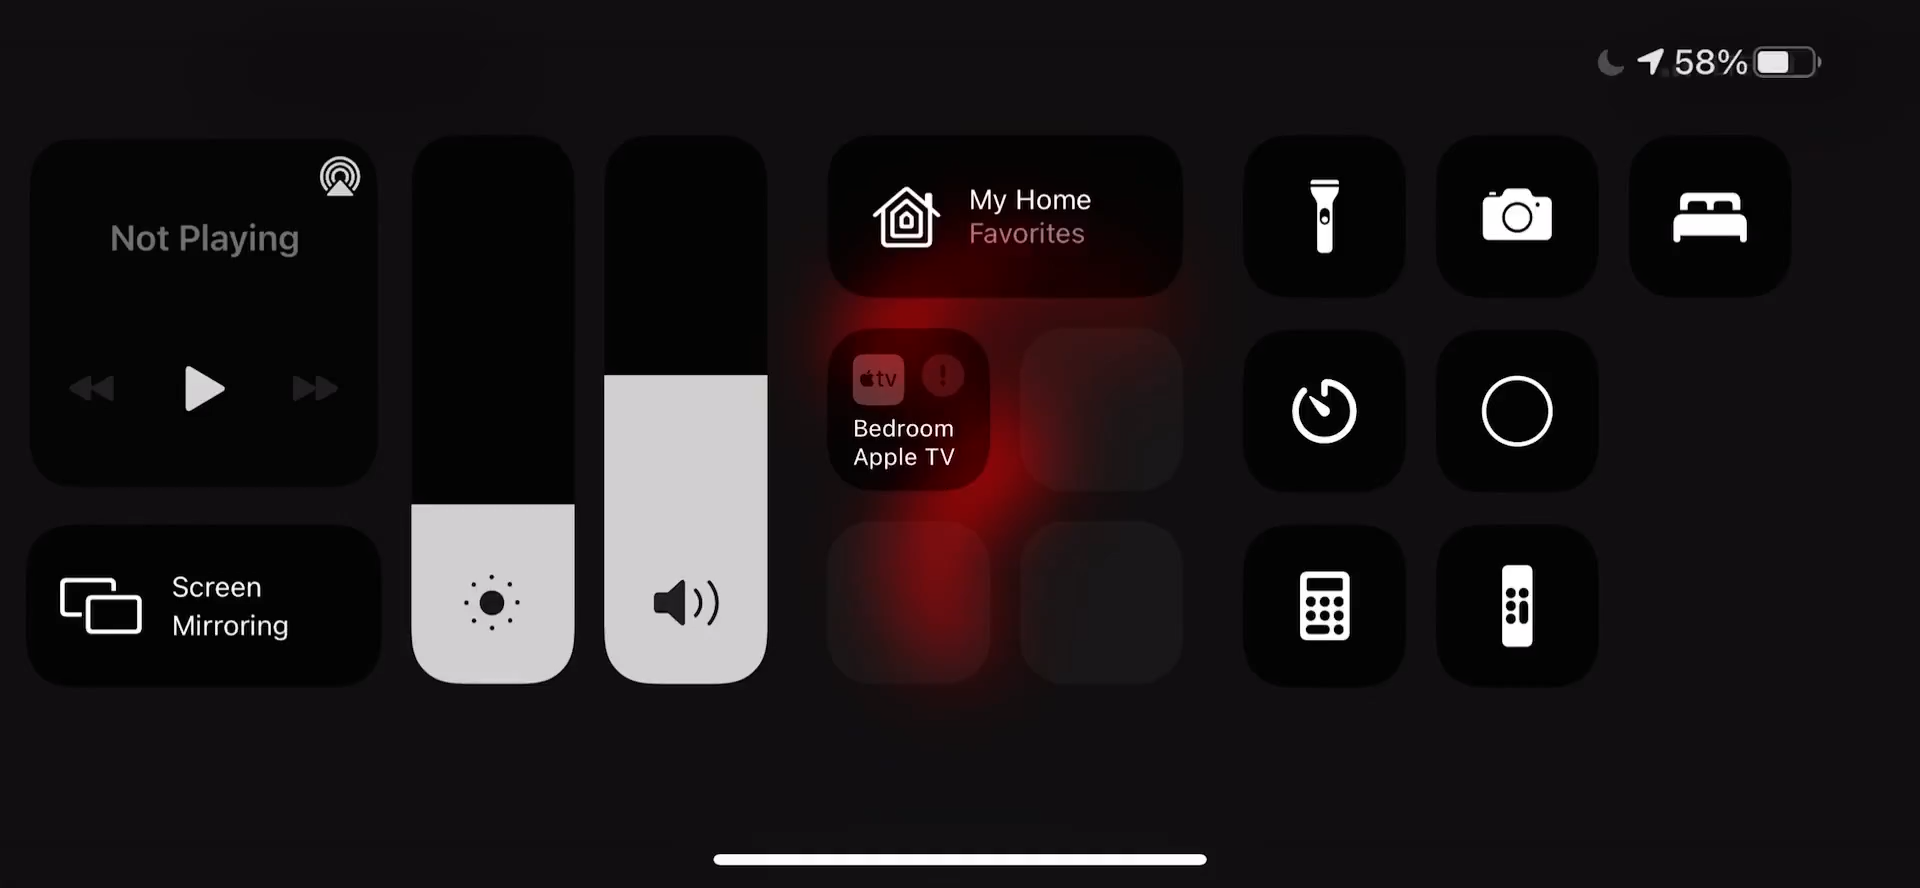 58%
Not Playing
My Home
Favorites
tv
Bedroom
Apple TV
Screen
Mirroring